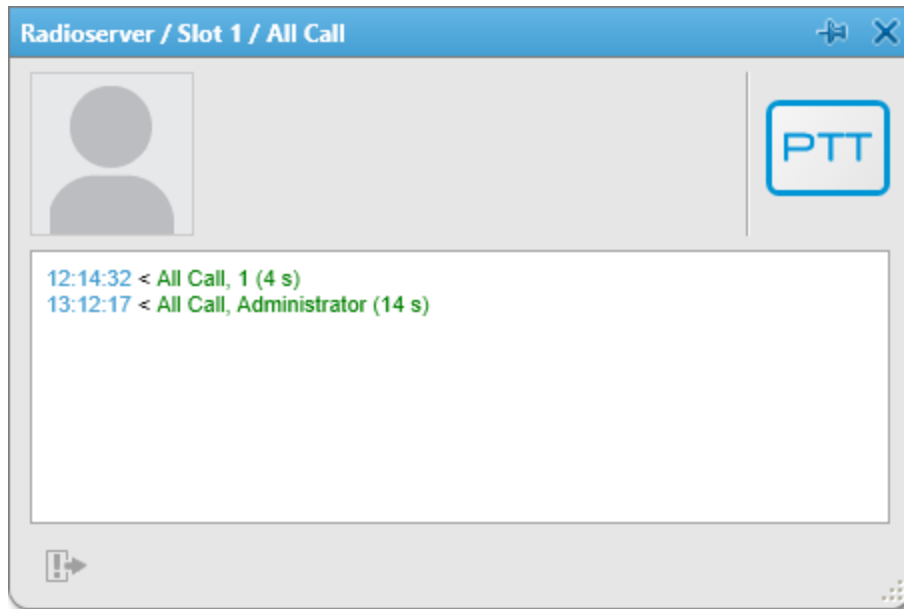 Radioserver / Slot 1 / All Call
PTT
12:14:32 < All Call, 1 (4 s)
13:12:17 < All Call, Administrator (14 s)